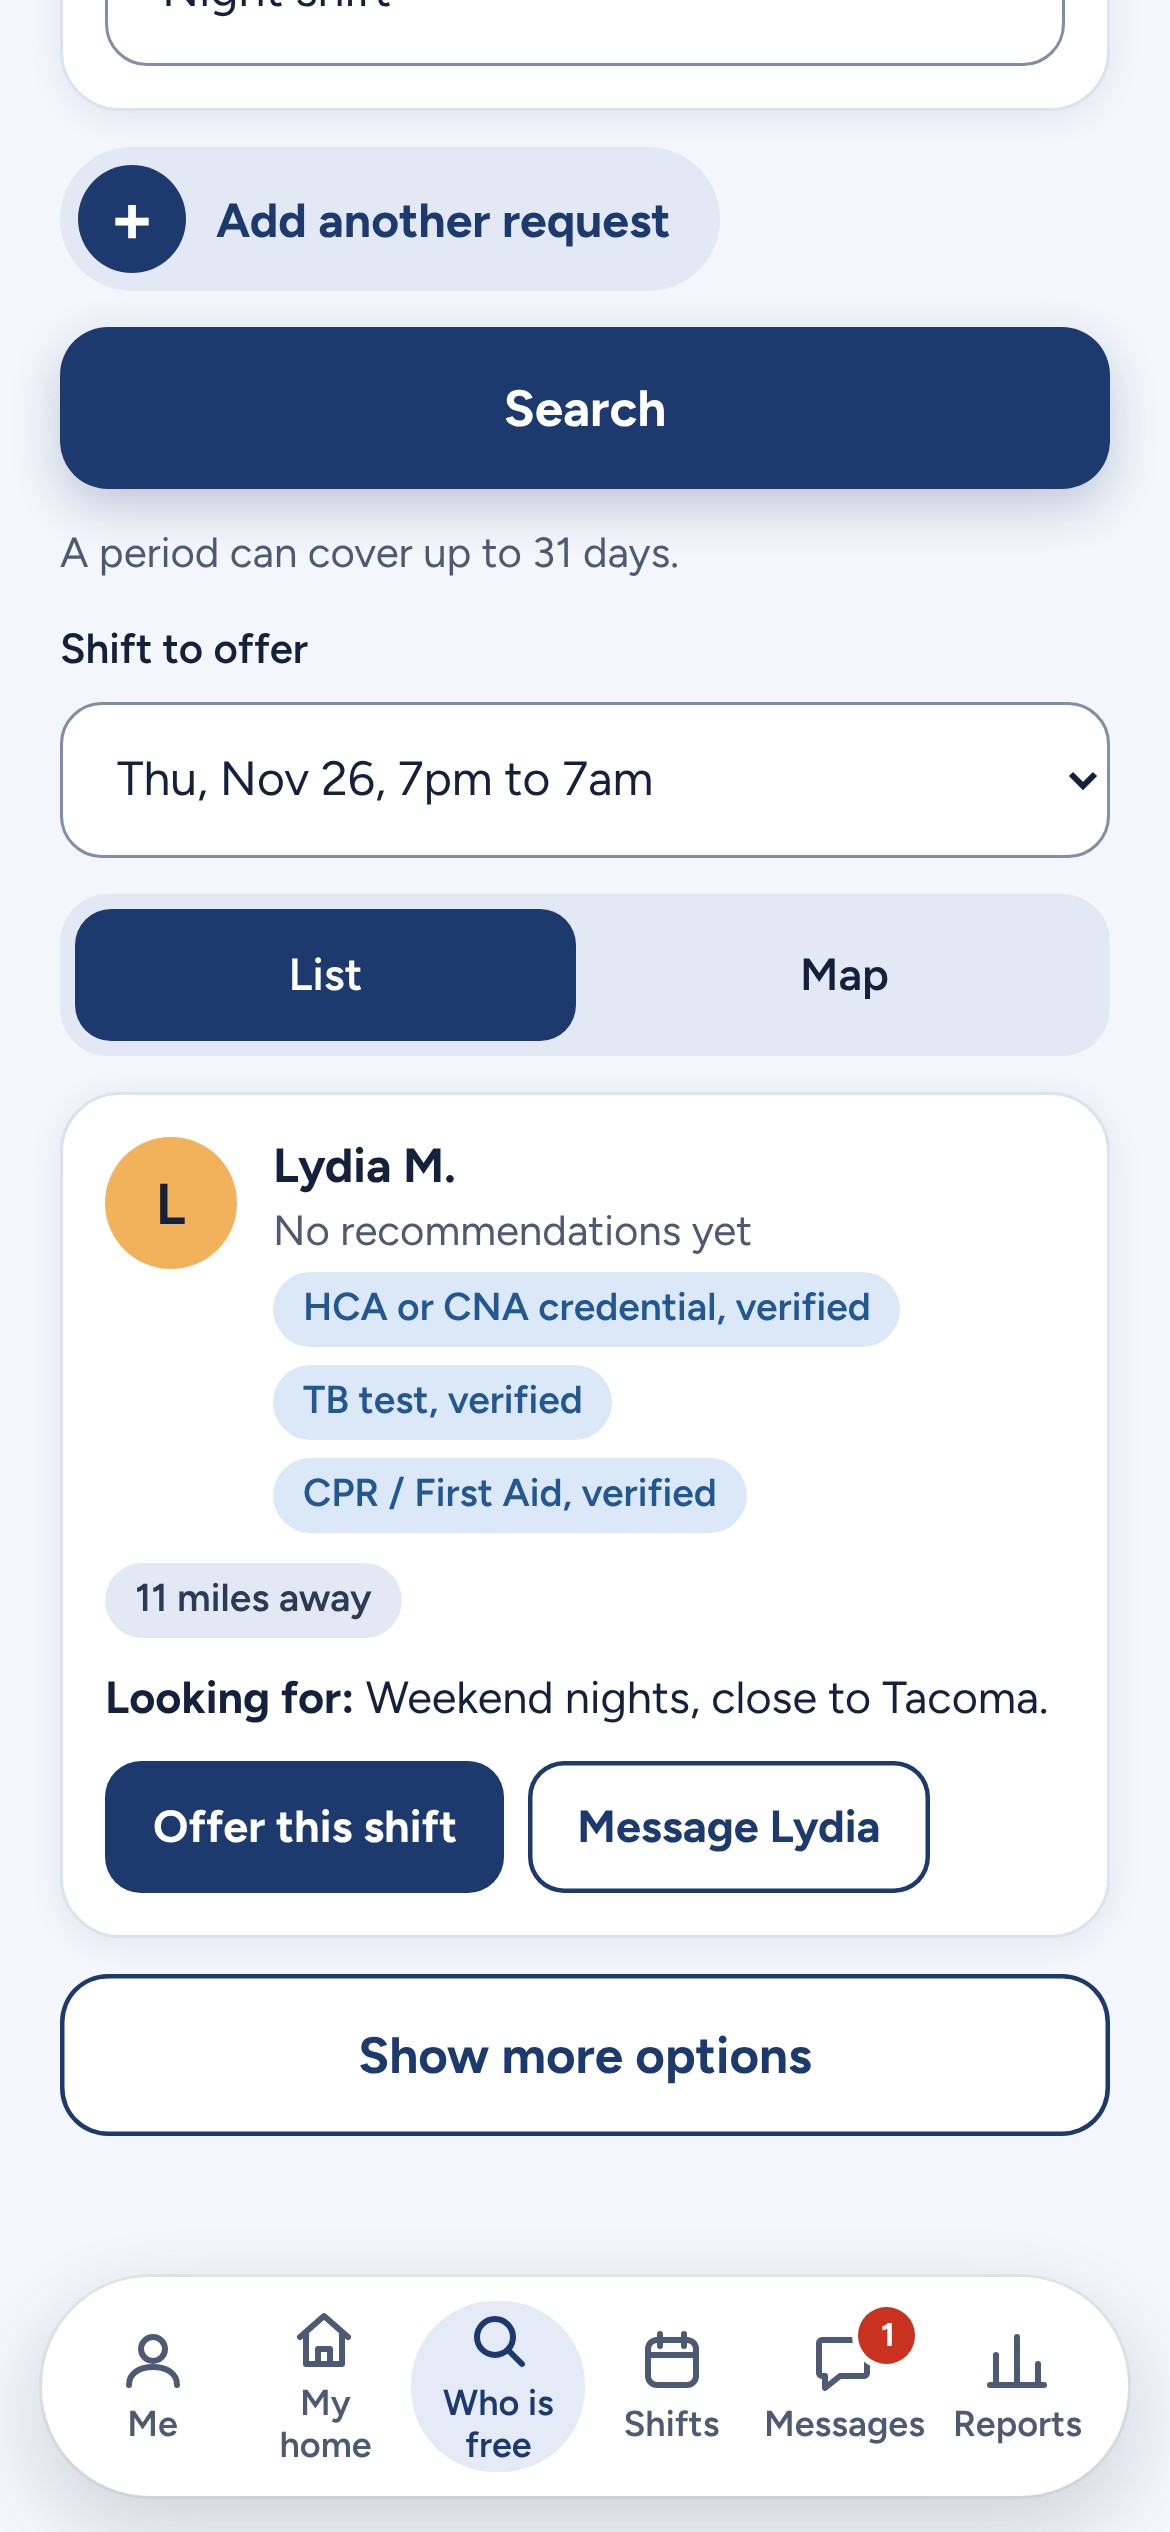 Night shift
Add another request
Search
A period can cover up to 31 days.
Shift to offer
Thu, Nov 26, 7pm to 7am
List
Map
L
Lydia M.
No recommendations yet
HCA or CNA credential, verified
TB test, verified
CPR / First Aid, verified
11 miles away
Looking for: Weekend nights, close to Tacoma.
Offer this shift
Message Lydia
Show more options
Me
My
home
Who is
free
Shifts
1
Messages
Reports